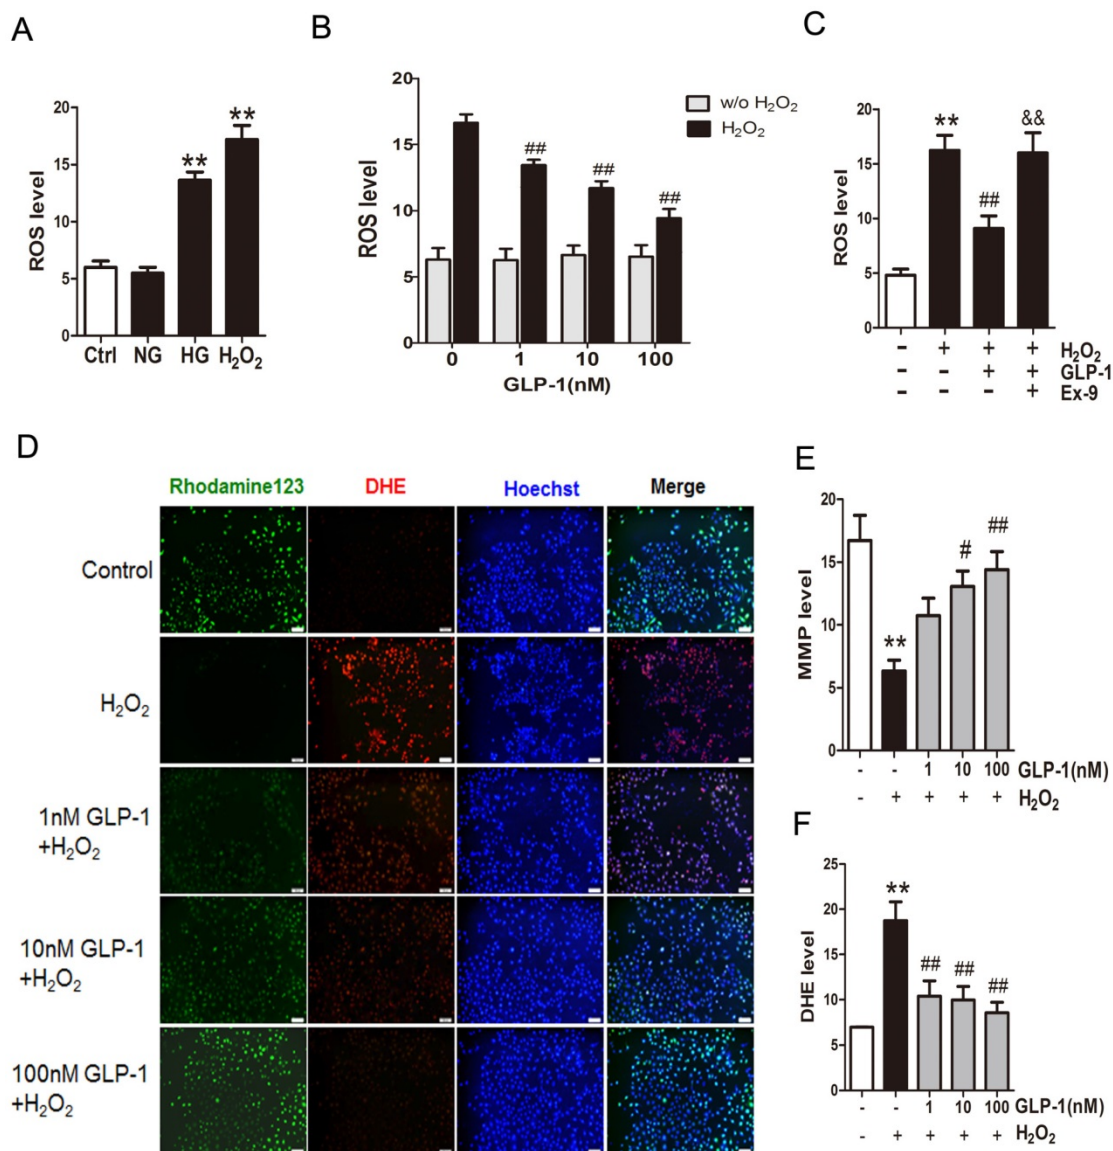 A
20
15
10
5
0
ROS level
** **
Ctrl NG HG H₂O₂
B
20
15
10
5
0
ROS level
w/o H₂O₂
H₂O₂
## ## ##
0 1 10 100
GLP-1(nM)
C
20
15
10
5
0
ROS level
** ## &&
- + + + H₂O₂
- - + + GLP-1
- - - + Ex-9
D
Rhodamine123 DHE Hoechst Merge
Control
H₂O₂
1nM GLP-1
+H₂O₂
10nM GLP-1
+H₂O₂
100nM GLP-1
+H₂O₂
E
20
15
10
5
0
MMP level
** # ##
- - 1 10 100 GLP-1(nM)
- + + + + H₂O₂
F
25
20
15
10
5
0
DHE level
** ## ## ##
- - 1 10 100 GLP-1(nM)
- + + + + H₂O₂